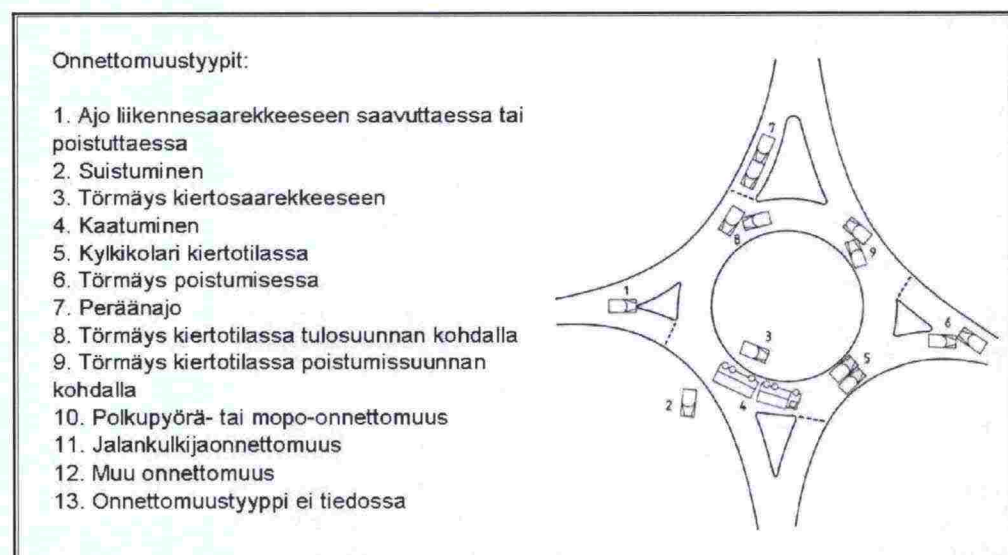 Onnettomuustyypit:
1. Ajo liikennesaarekkeeseen saavuttaessa tai
poistuttaessa
2. Suistuminen
3. Törmäys kiertosaarekkeeseen
4. Kaatuminen
5. Kylkikolari kiertotilassa
6. Törmäys poistumisessa
7. Peräänajo
8. Törmäys kiertotilassa tulosuunnan kohdalla
9. Törmäys kiertotilassa poistumissuunnan
kohdalla
10. Polkupyörä- tai mopo-onnettomuus
11. Jalankulkijaonnettomuus
12. Muu onnettomuus
13. Onnettomuustyyppi ei tiedossa
7
8
9
1
6
3
5
2
4